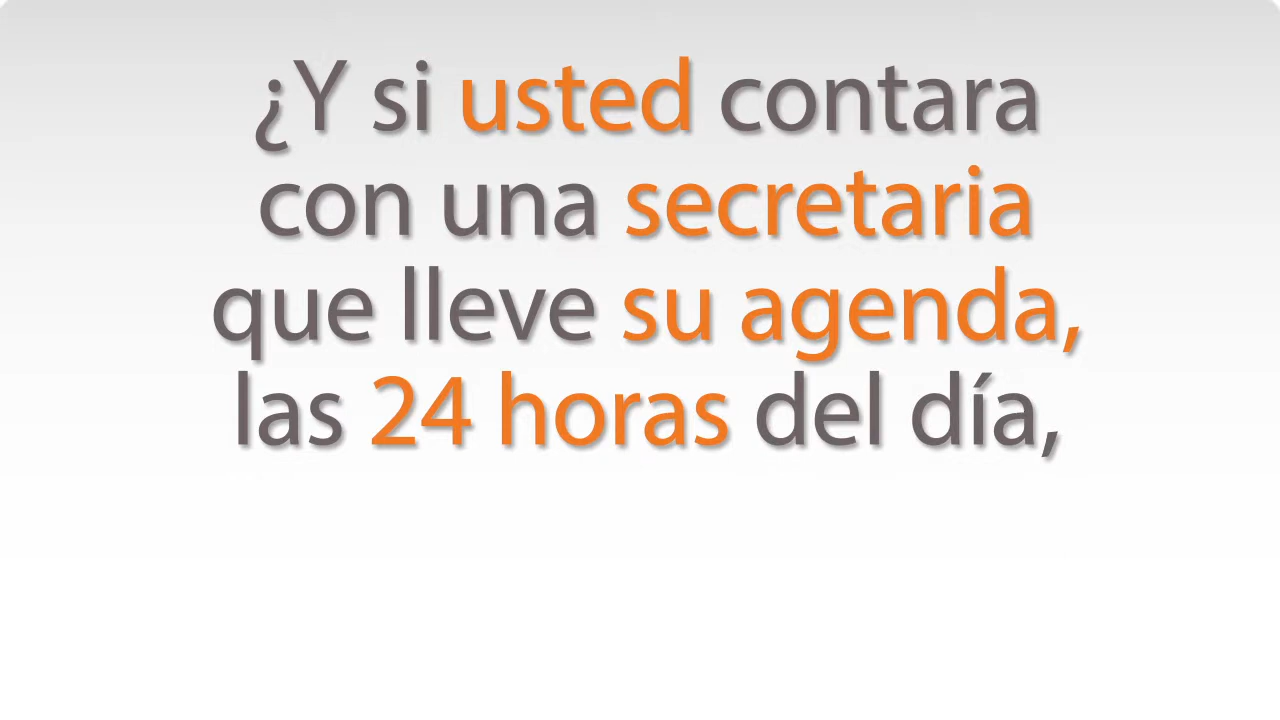 ¿Y si usted contara
con una secretaria
que lleve su agenda,
las 24 horas del día,